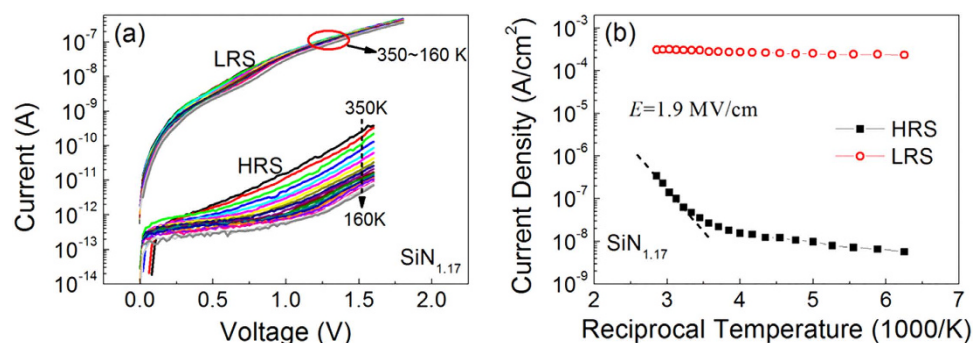 (a)
LRS
350~160 K
350K
HRS
160K
SiN1.17
Current (A)
10-7
10-8
10-9
10-10
10-11
10-12
10-13
10-14
0.0 0.5 1.0 1.5 2.0
Voltage (V)
(b)
E=1.9 MV/cm
HRS
LRS
SiN1.17
Current Density (A/cm2)
10-3
10-4
10-5
10-6
10-7
10-8
10-9
2 3 4 5 6 7
Reciprocal Temperature (1000/K)